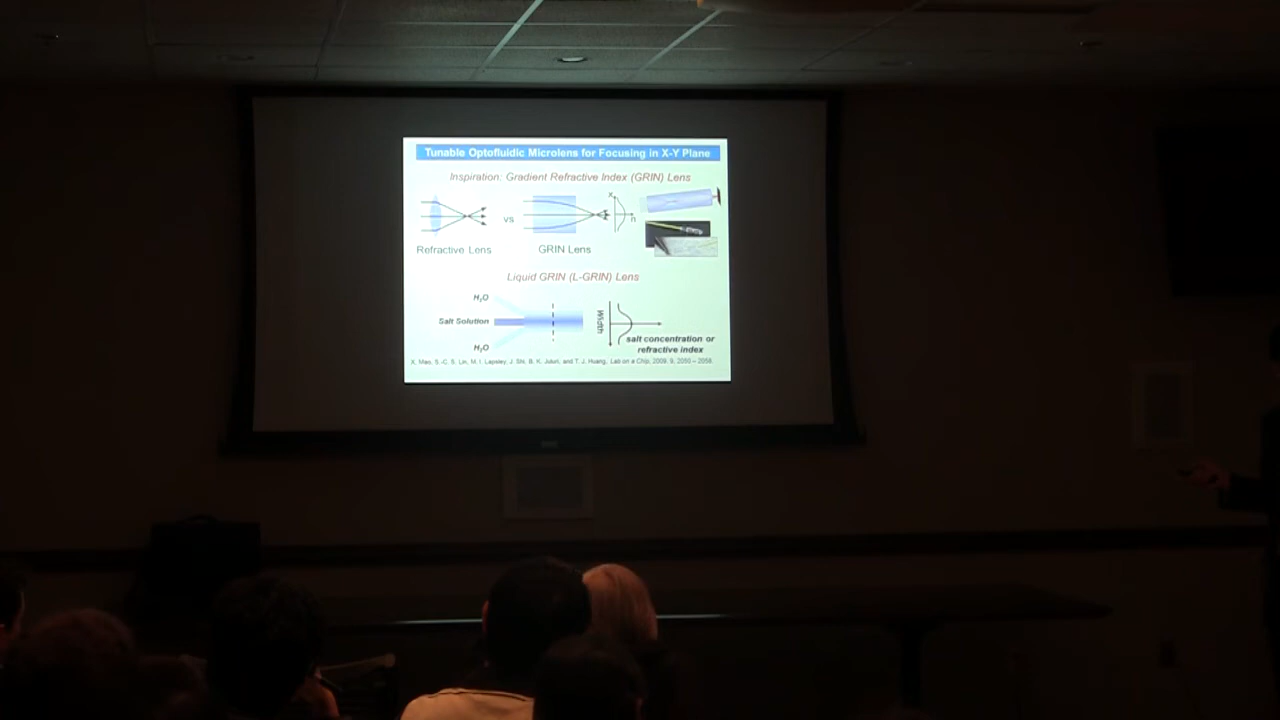 Tunable Optofluidic Microlens for Focusing in X-Y Plane
Inspiration: Gradient Refractive Index (GRIN) Lens
x
vs
n
Refractive Lens
GRIN Lens
Liquid GRIN (L-GRIN) Lens
H2O
Salt Solution
Width
H2O
salt concentration or
refractive index
X. Mao, S.-C. S. Lin, M. I. Lapsley, J. Shi, B. K. Juluri, and T. J. Huang, Lab on a Chip, 2009, 9, 2050 – 2058.